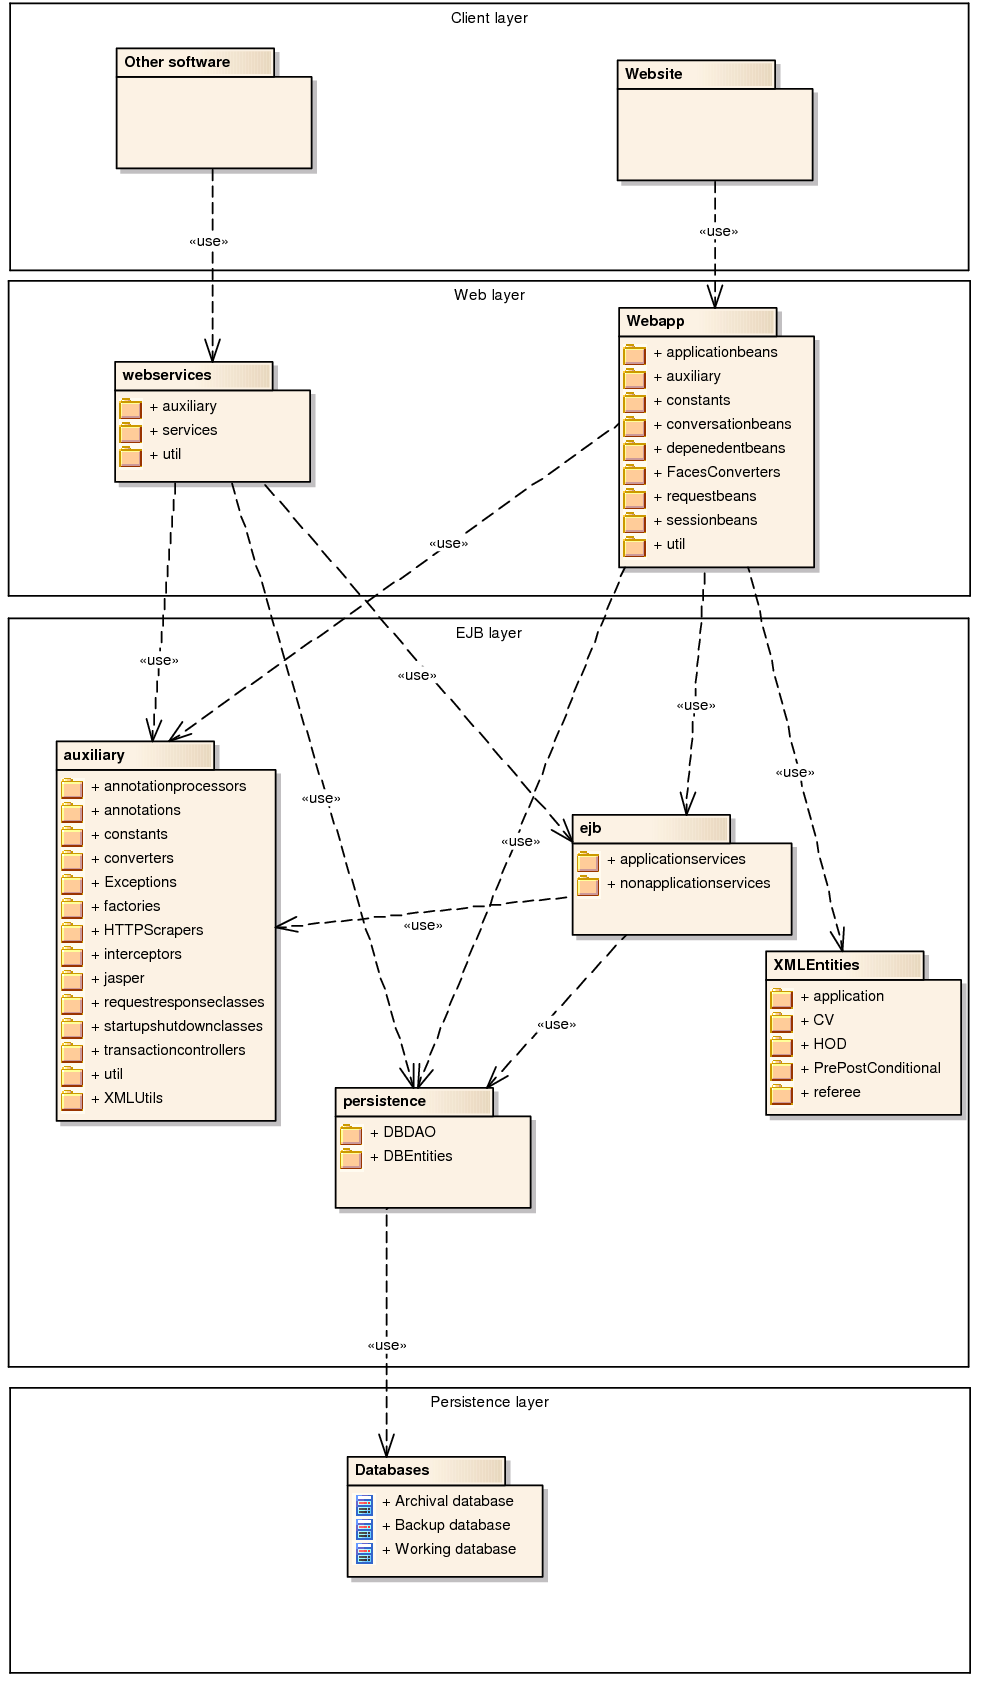 Client layer
Other software
Website
«use»
«use»
Web layer
Webapp
+ applicationbeans
+ auxiliary
+ constants
+ conversationbeans
+ depenedentbeans
+ FacesConverters
+ requestbeans
+ sessionbeans
+ util
webservices
+ auxiliary
+ services
+ util
«use»
EJB layer
«use»
«use»
«use»
«use»
«use»
«use»
auxiliary
+ annotationprocessors
+ annotations
+ constants
+ converters
+ Exceptions
+ factories
+ HTTPScrapers
+ interceptors
+ jasper
+ requestresponseclasses
+ startupshutdownclasses
+ transactioncontrollers
+ util
+ XMLUtils
ejb
+ applicationservices
+ nonapplicationservices
«use»
«use»
XMLEntities
+ application
+ CV
+ HOD
+ PrePostConditional
+ referee
persistence
+ DBDAO
+ DBEntities
«use»
Persistence layer
Databases
+ Archival database
+ Backup database
+ Working database